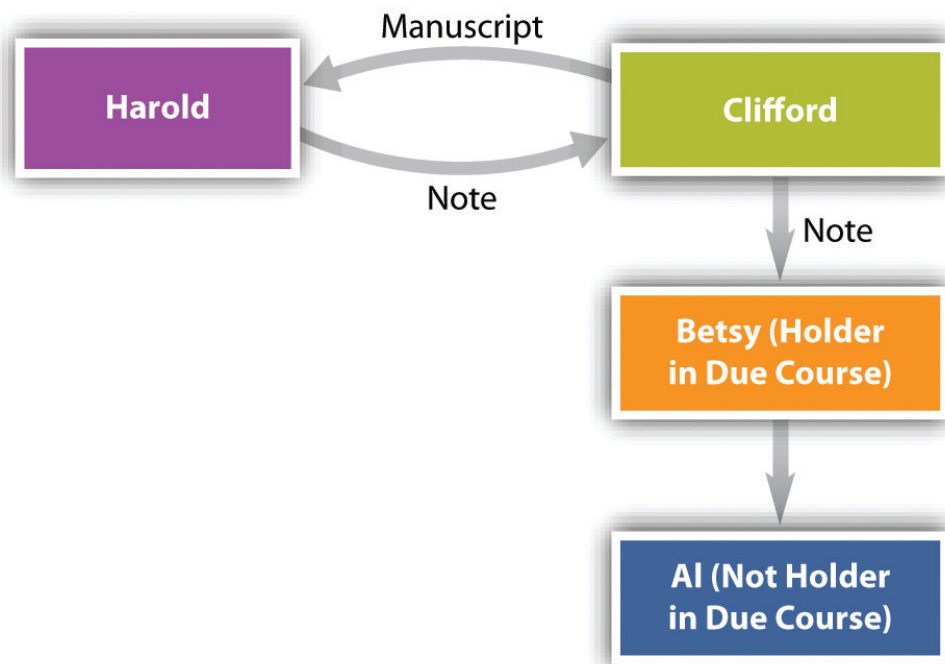 Manuscript
Harold
Clifford
Note
Note
Betsy (Holder
in Due Course)
Al (Not Holder
in Due Course)